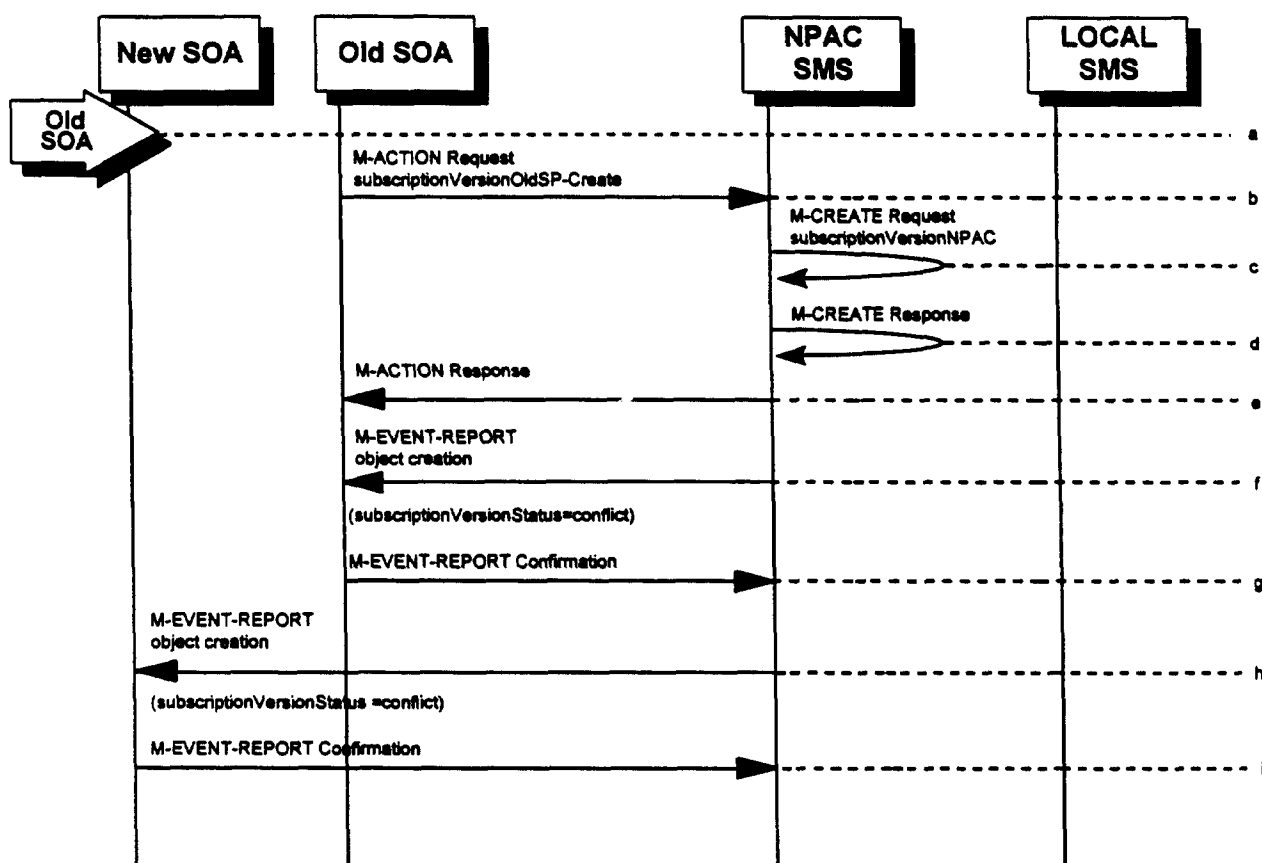 New SOA
Old SOA
NPAC
SMS
LOCAL
SMS
Old
SOA
a
M-ACTION Request
subscriptionVersionOldSP-Create
b
M-CREATE Request
subscriptionVersionNPAC
c
M-CREATE Response
d
M-ACTION Response
e
M-EVENT-REPORT
object creation
f
(subscriptionVersionStatus=conflict)
M-EVENT-REPORT Confirmation
g
M-EVENT-REPORT
object creation
h
(subscriptionVersionStatus =conflict)
M-EVENT-REPORT Confirmation
i